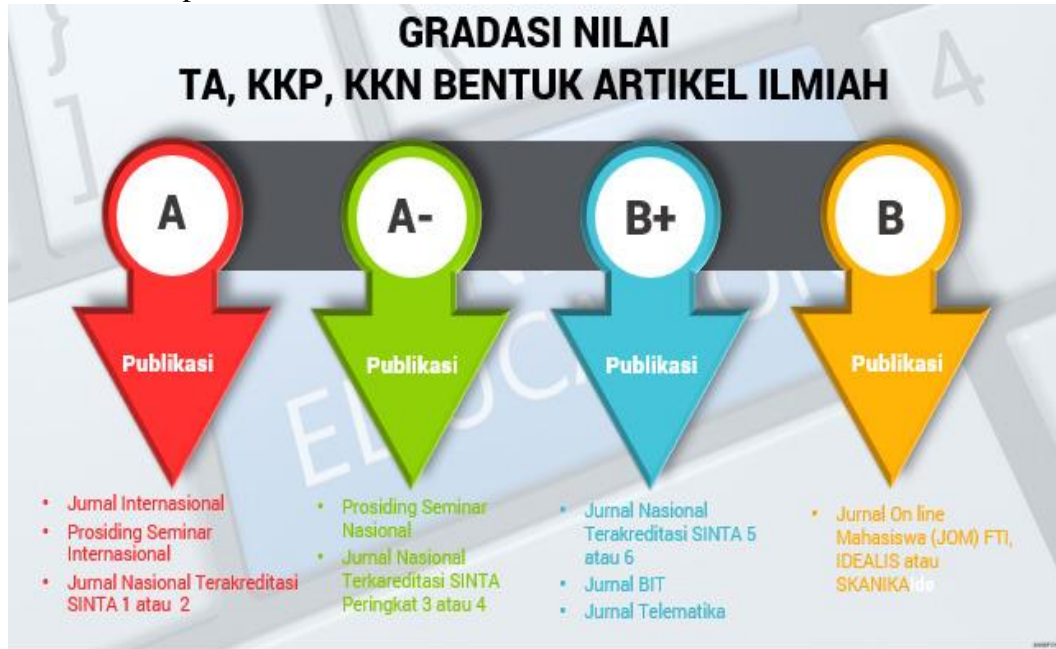 GRADASI NILAI
TA, KKP, KKN BENTUK ARTIKEL ILMIAH
A
Publikasi
• Jurnal Internasional
• Prosiding Seminar
Internasional
• Jurnal Nasional Terakreditasi
SINTA 1 atau 2
A-
Publikasi
• Prosiding Seminar
Nasional
• Jurnal Nasional
Terkareditasi SINTA
Peringkat 3 atau 4
B+
Publikasi
• Jurnal Nasional
Terakreditasi SINTA 5
atau 6
• Jurnal BIT
• Jurnal Telematika
B
Publikasi
• Jurnal On line
Mahasiswa (JOM) FTI,
IDEALIS atau
SKANIKA